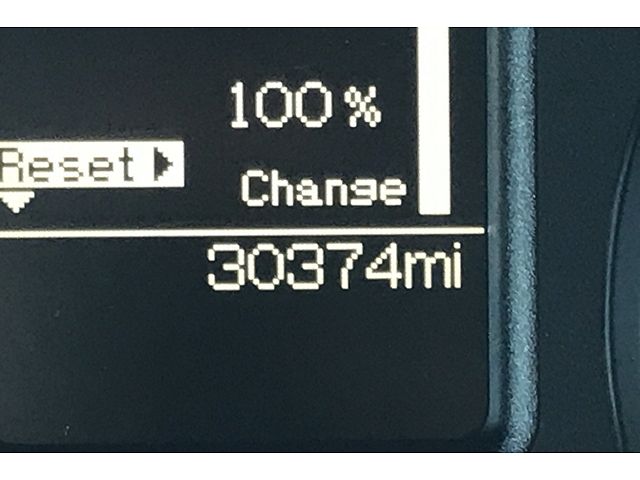 100%
Reset
Change
30374mi